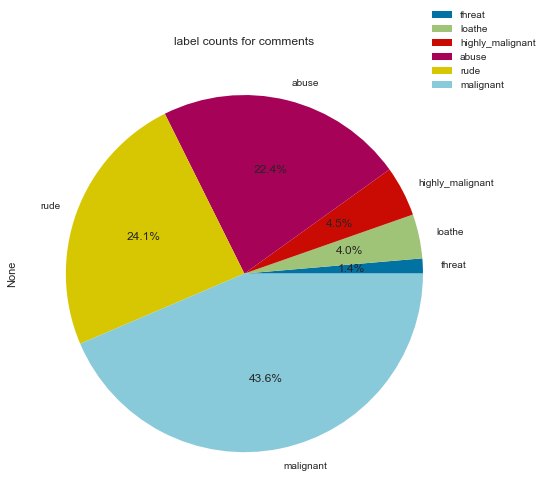 threat
loathe
highly_malignant
abuse
rude
malignant
label counts for comments
abuse
22.4%
highly_malignant
4.5%
rude
24.1%
loathe
4.0%
threat
1.4%
None
43.6%
malignant